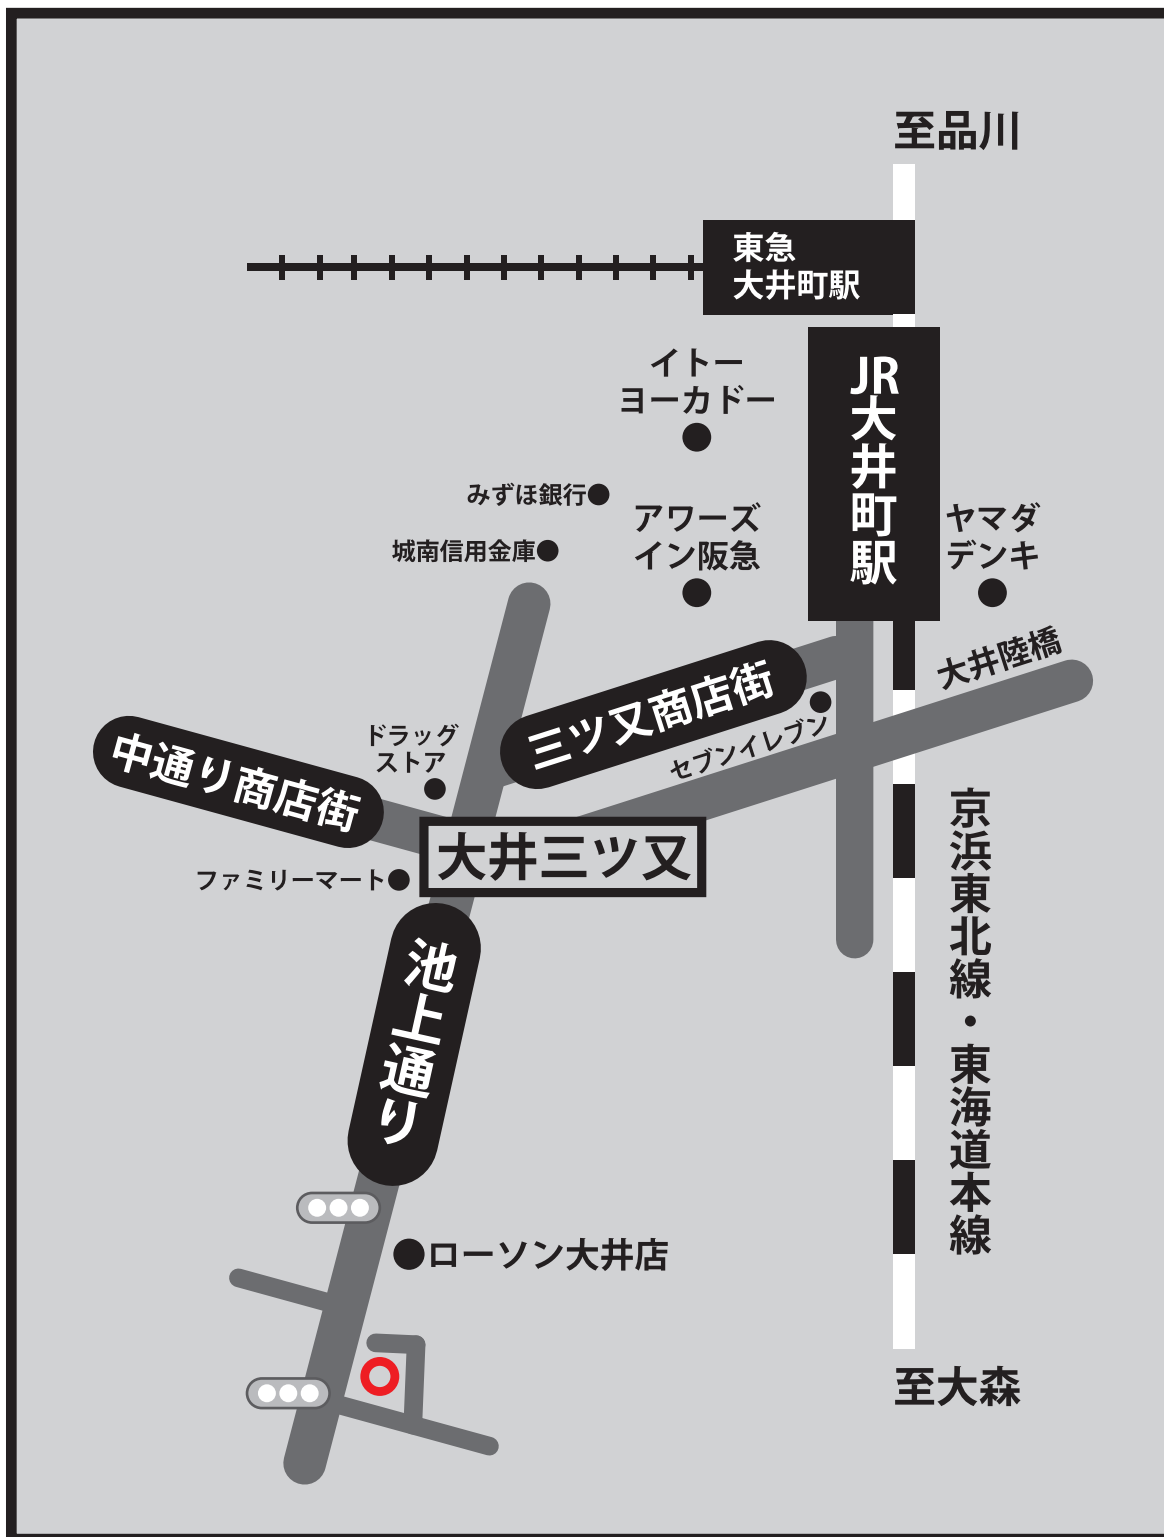 至品川
東急
大井町駅
JR大井町駅
イトー
ヨーカドー
みずほ銀行
城南信用金庫
アワーズ
イン阪急
ヤマダ
デンキ
大井陸橋
三ツ又商店街
セブンイレブン
中通り商店街
ドラッグ
ストア
大井三ツ又
ファミリーマート
池上通り
京浜東北線・東海道本線
ローソン大井店
至大森